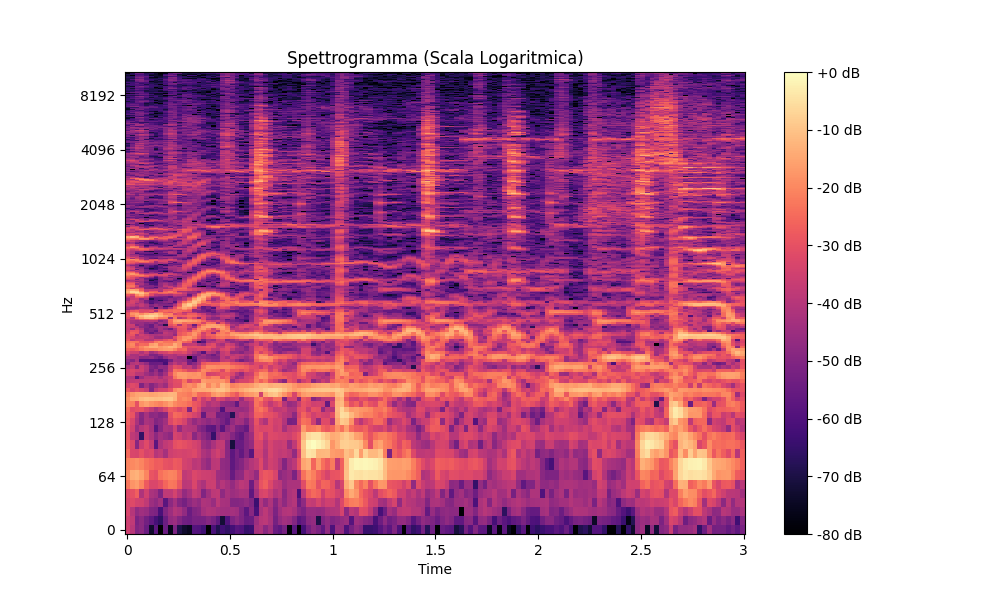 Spettrogramma (Scala Logaritmica)
Hz
8192
4096
2048
1024
512
256
128
64
0
0 0.5 1 1.5 2 2.5 3
Time
+0 dB
-10 dB
-20 dB
-30 dB
-40 dB
-50 dB
-60 dB
-70 dB
-80 dB